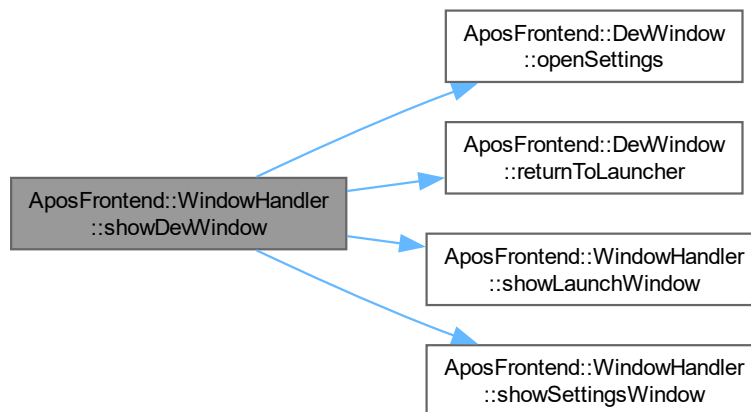 AposFrontend::DevWindow
::openSettings
AposFrontend::DevWindow
::returnToLauncher
AposFrontend::WindowHandler
::showDevWindow
AposFrontend::WindowHandler
::showLaunchWindow
AposFrontend::WindowHandler
::showSettingsWindow